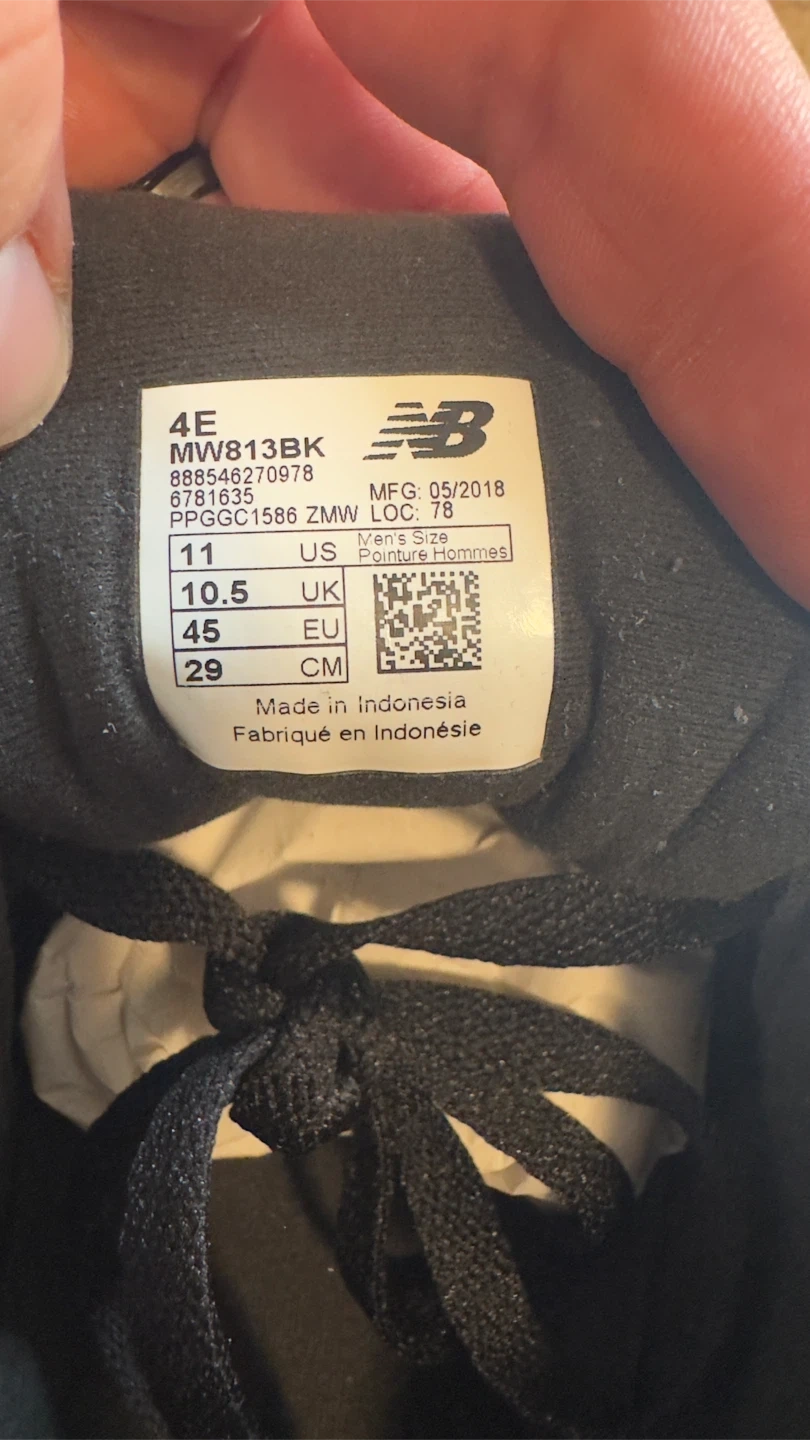 4E
NB
MW813BK
888546270978
6781635 MFG: 05/2018
PPGGC1586 ZMW LOC: 78
11 US Men's Size
Pointure Hommes
10.5 UK
45 EU
29 CM
Made in Indonesia
Fabriqué en Indonésie